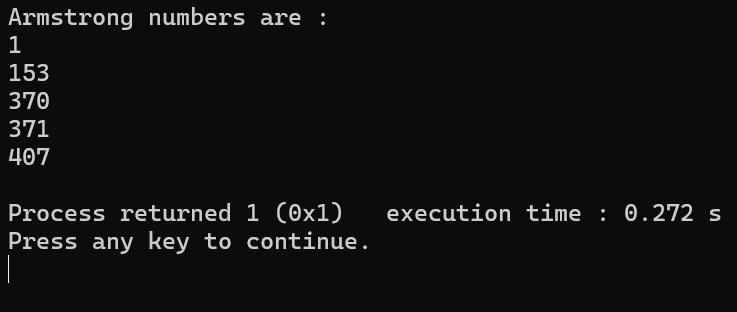 Armstrong numbers are :
1
153
370
371
407
Process returned 1 (0x1)   execution time : 0.272 s
Press any key to continue.